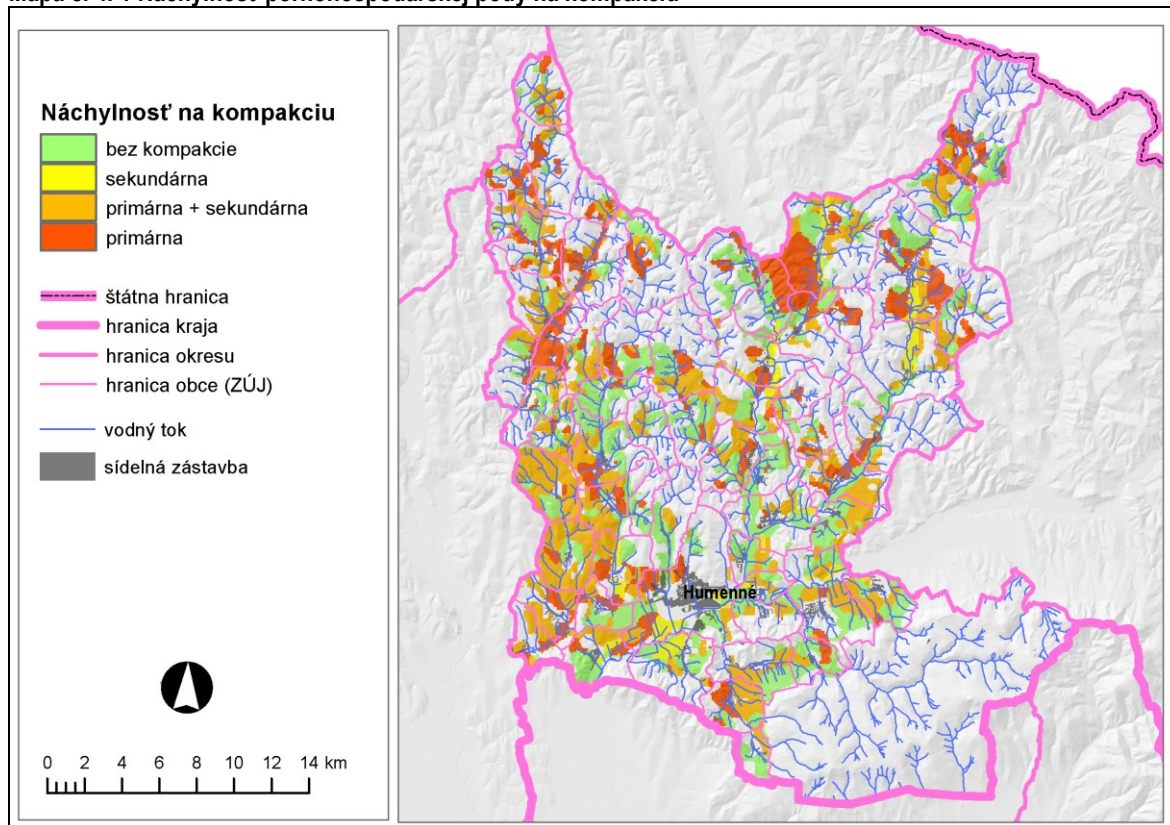 Náchylnosť na kompakciu
bez kompakcie
sekundárna
primárna + sekundárna
primárna
štátna hranica
hranica kraja
hranica okresu
hranica obce (ZÚJ)
vodný tok
sídelná zástavba
0 2 4 6 8 10 12 14 km
Humenné